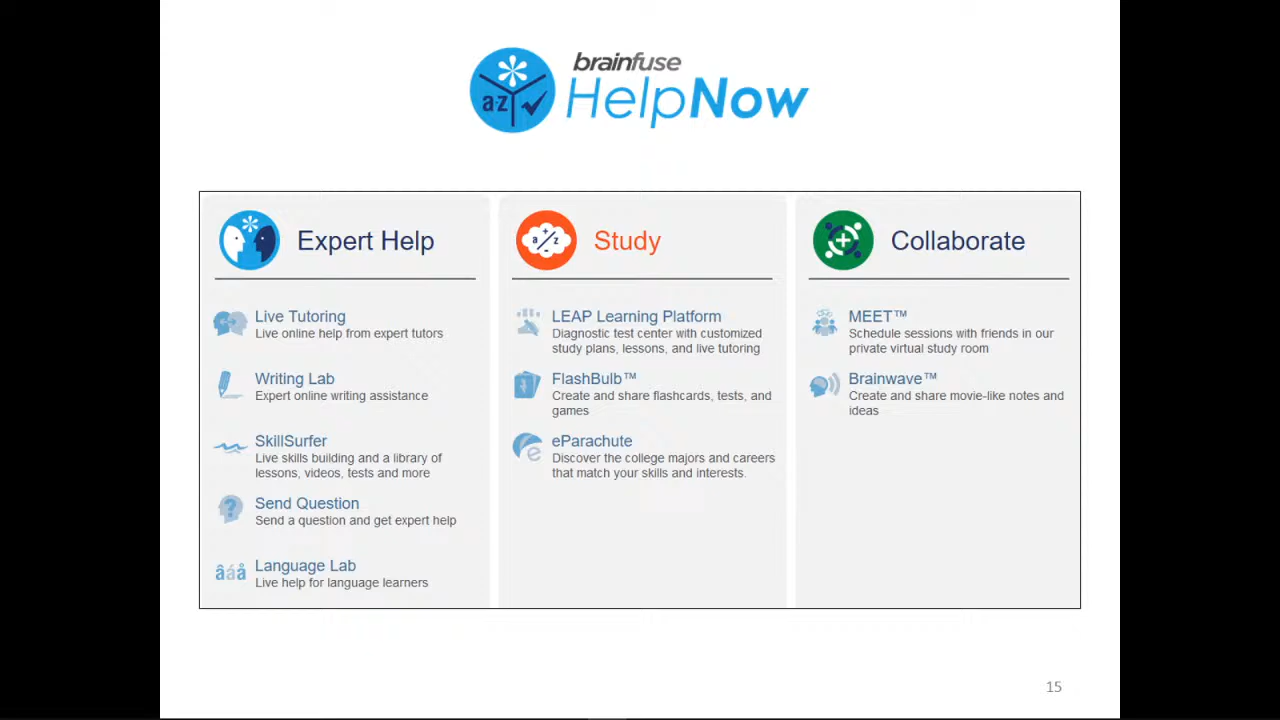 brainfuse
a-z
HelpNow
Expert Help
Live Tutoring
Live online help from expert tutors
Writing Lab
Expert online writing assistance
SkillSurfer
Live skills building and a library of
lessons, videos, tests and more
Send Question
Send a question and get expert help
âáå
Language Lab
Live help for language learners
a z
Study
LEAP Learning Platform
Diagnostic test center with customized
study plans, lessons, and live tutoring
FlashBulb™
Create and share flashcards, tests, and
games
e
eParachute
Discover the college majors and careers
that match your skills and interests.
Collaborate
MEET™
Schedule sessions with friends in our
private virtual study room
Brainwave™
Create and share movie-like notes and
ideas
15